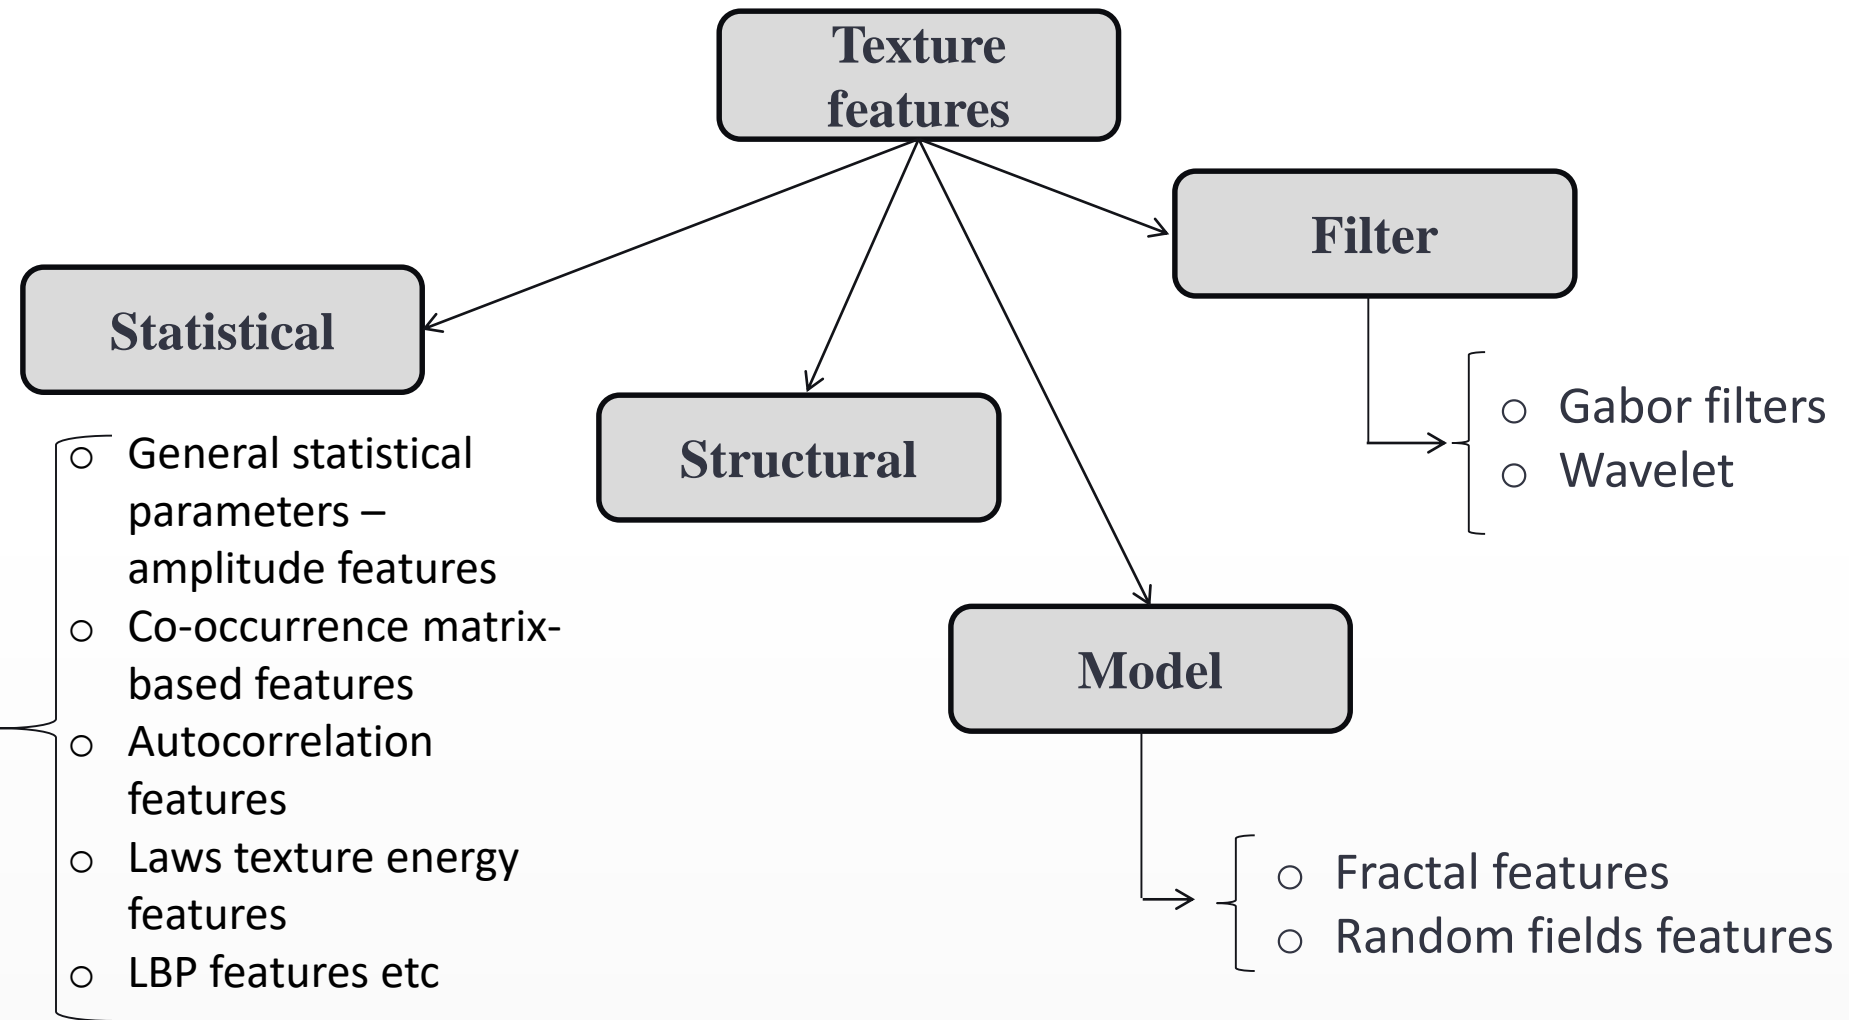 Texture
features
Filter
Statistical
Structural
Model
General statistical
parameters –
amplitude features
Co-occurrence matrix-
based features
Autocorrelation
features
Laws texture energy
features
LBP features etc
Gabor filters
Wavelet
Fractal features
Random fields features